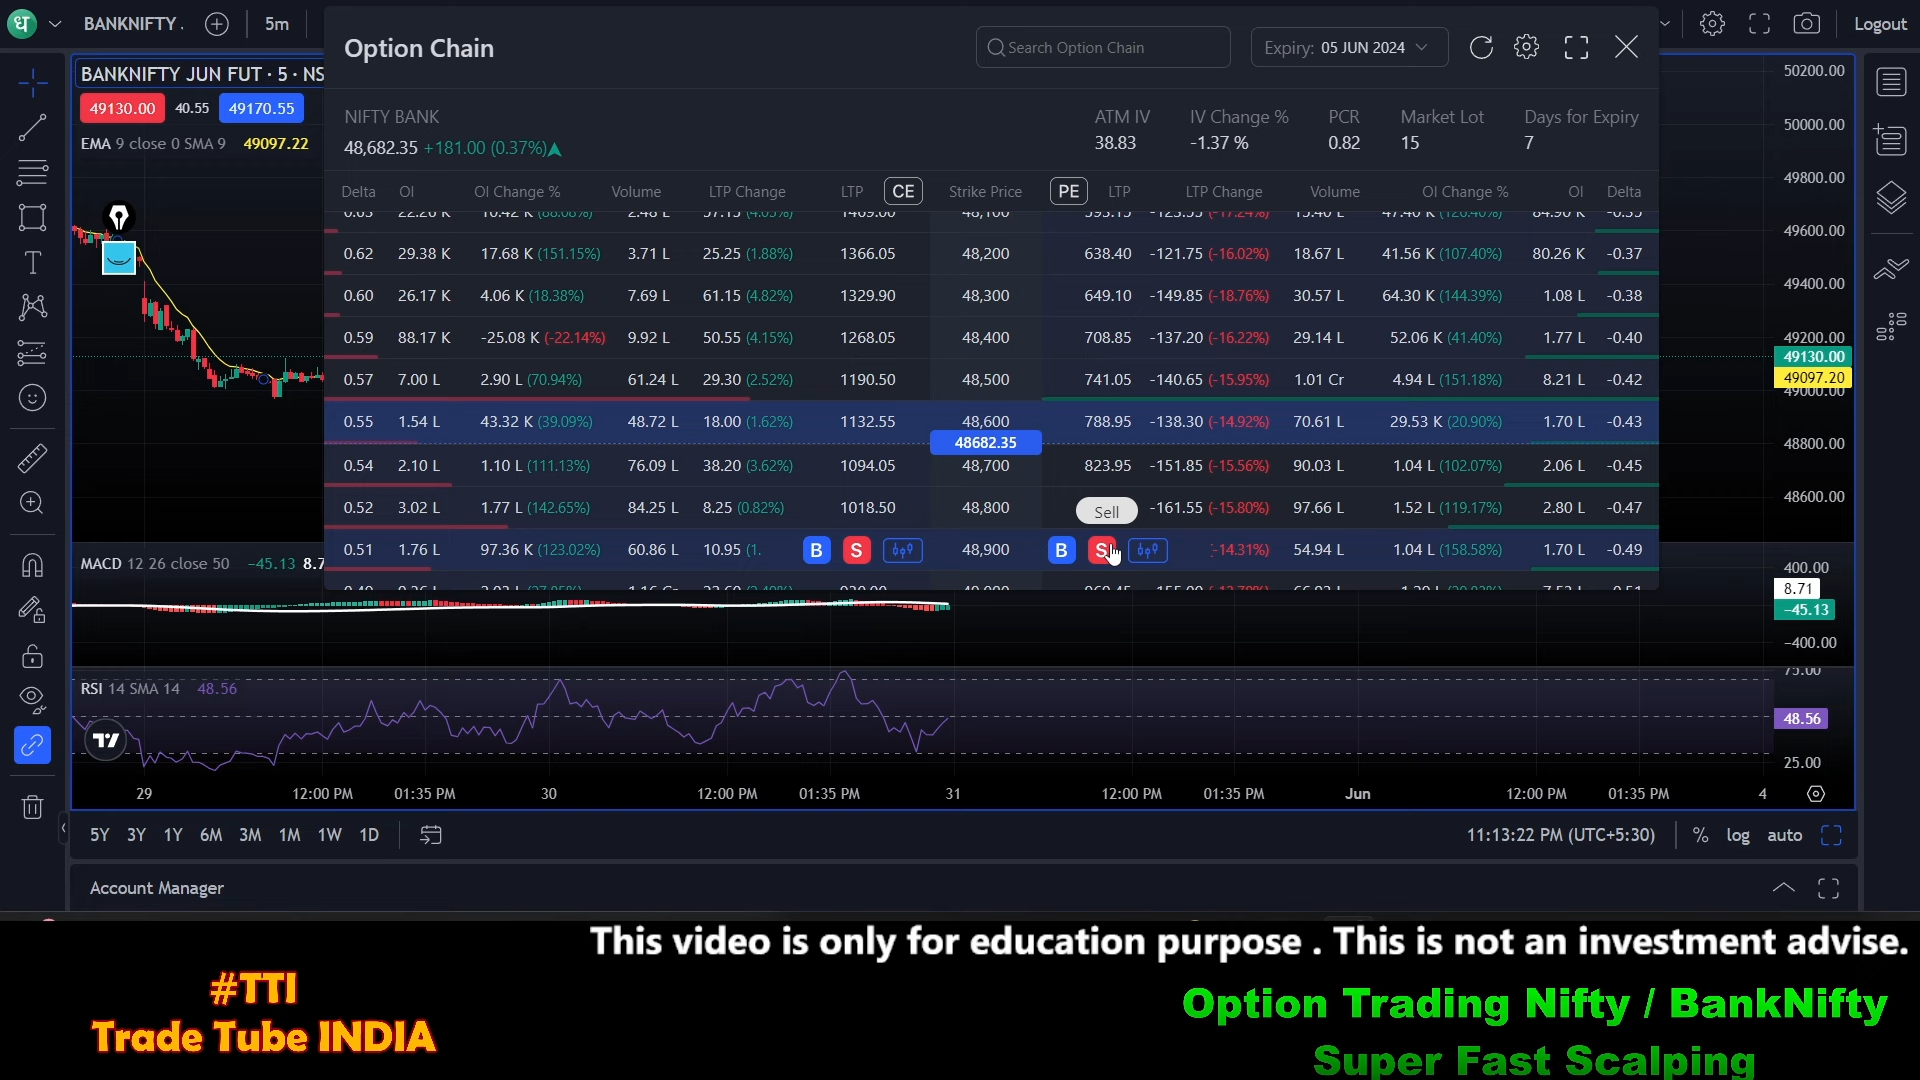 धं BANKNIFTY . 5m Logout
Option Chain Search Option Chain Expiry: 05 JUN 2024
BANKNIFTY JUN FUT · 5 · NS
49130.00 40.55 49170.55
EMA 9 close 0 SMA 9 49097.22
NIFTY BANK ATM IV IV Change % PCR Market Lot Days for Expiry
48,682.35 +181.00 (0.37%) 38.83 -1.37 % 0.82 15 7
Delta OI OI Change % Volume LTP Change LTP CE Strike Price PE LTP LTP Change Volume OI Change % OI Delta
0.62 29.38 K 17.68 K (151.15%) 3.71 L 25.25 (1.88%) 1366.05 48,200 638.40 -121.75 (-16.02%) 18.67 L 41.56 K (107.40%) 80.26 K -0.37
0.60 26.17 K 4.06 K (18.38%) 7.69 L 61.15 (4.82%) 1329.90 48,300 649.10 -149.85 (-18.76%) 30.57 L 64.30 K (144.39%) 1.08 L -0.38
0.59 88.17 K -25.08 K (-22.14%) 9.92 L 50.55 (4.15%) 1268.05 48,400 708.85 -137.20 (-16.22%) 29.14 L 52.06 K (41.40%) 1.77 L -0.40
0.57 7.00 L 2.90 L (70.94%) 61.24 L 29.30 (2.52%) 1190.50 48,500 741.05 -140.65 (-15.95%) 1.01 Cr 4.94 L (151.18%) 8.21 L -0.42
0.55 1.54 L 43.32 K (39.09%) 48.72 L 18.00 (1.62%) 1132.55 48,600 788.95 -138.30 (-14.92%) 70.61 L 29.53 K (20.90%) 1.70 L -0.43
48682.35
0.54 2.10 L 1.10 L (111.13%) 76.09 L 38.20 (3.62%) 1094.05 48,700 823.95 -151.85 (-15.56%) 90.03 L 1.04 L (102.07%) 2.06 L -0.45
0.52 3.02 L 1.77 L (142.65%) 84.25 L 8.25 (0.82%) 1018.50 48,800 Sell -161.55 (-15.80%) 97.66 L 1.52 L (119.17%) 2.80 L -0.47
0.51 1.76 L 97.36 K (123.02%) 60.86 L 10.95 (1. B S 48,900 B S -14.31%) 54.94 L 1.04 L (158.58%) 1.70 L -0.49
50200.00
50000.00
49800.00
49600.00
49400.00
49200.00
49130.00
49097.20
49000.00
48800.00
48600.00
MACD 12 26 close 50 -45.13 8.7
400.00
8.71
-45.13
-400.00
RSI 14 SMA 14 48.56
75.00
48.56
25.00
29 12:00 PM 01:35 PM 30 12:00 PM 01:35 PM 31 12:00 PM 01:35 PM Jun 12:00 PM 01:35 PM 4
5Y 3Y 1Y 6M 3M 1M 1W 1D 11:13:22 PM (UTC+5:30) % log auto
Account Manager
This video is only for education purpose . This is not an investment advise.
#TTI
Trade Tube INDIA
Option Trading Nifty / BankNifty
Super Fast Scalping